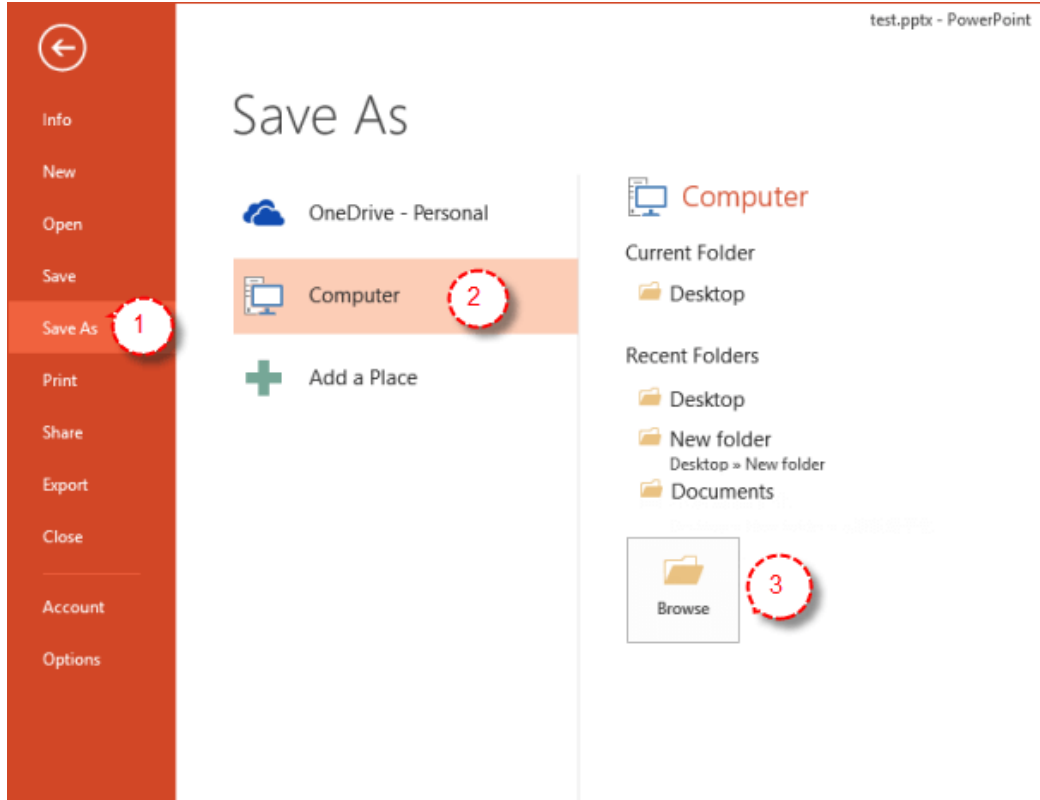 test.pptx - PowerPoint
Info
New
Open
Save
Save As
1
Print
Share
Export
Close
Account
Options
Save As
OneDrive - Personal
Computer
2
Add a Place
Computer
Current Folder
Desktop
Recent Folders
Desktop
New folder
Desktop » New folder
Documents
Browse
3